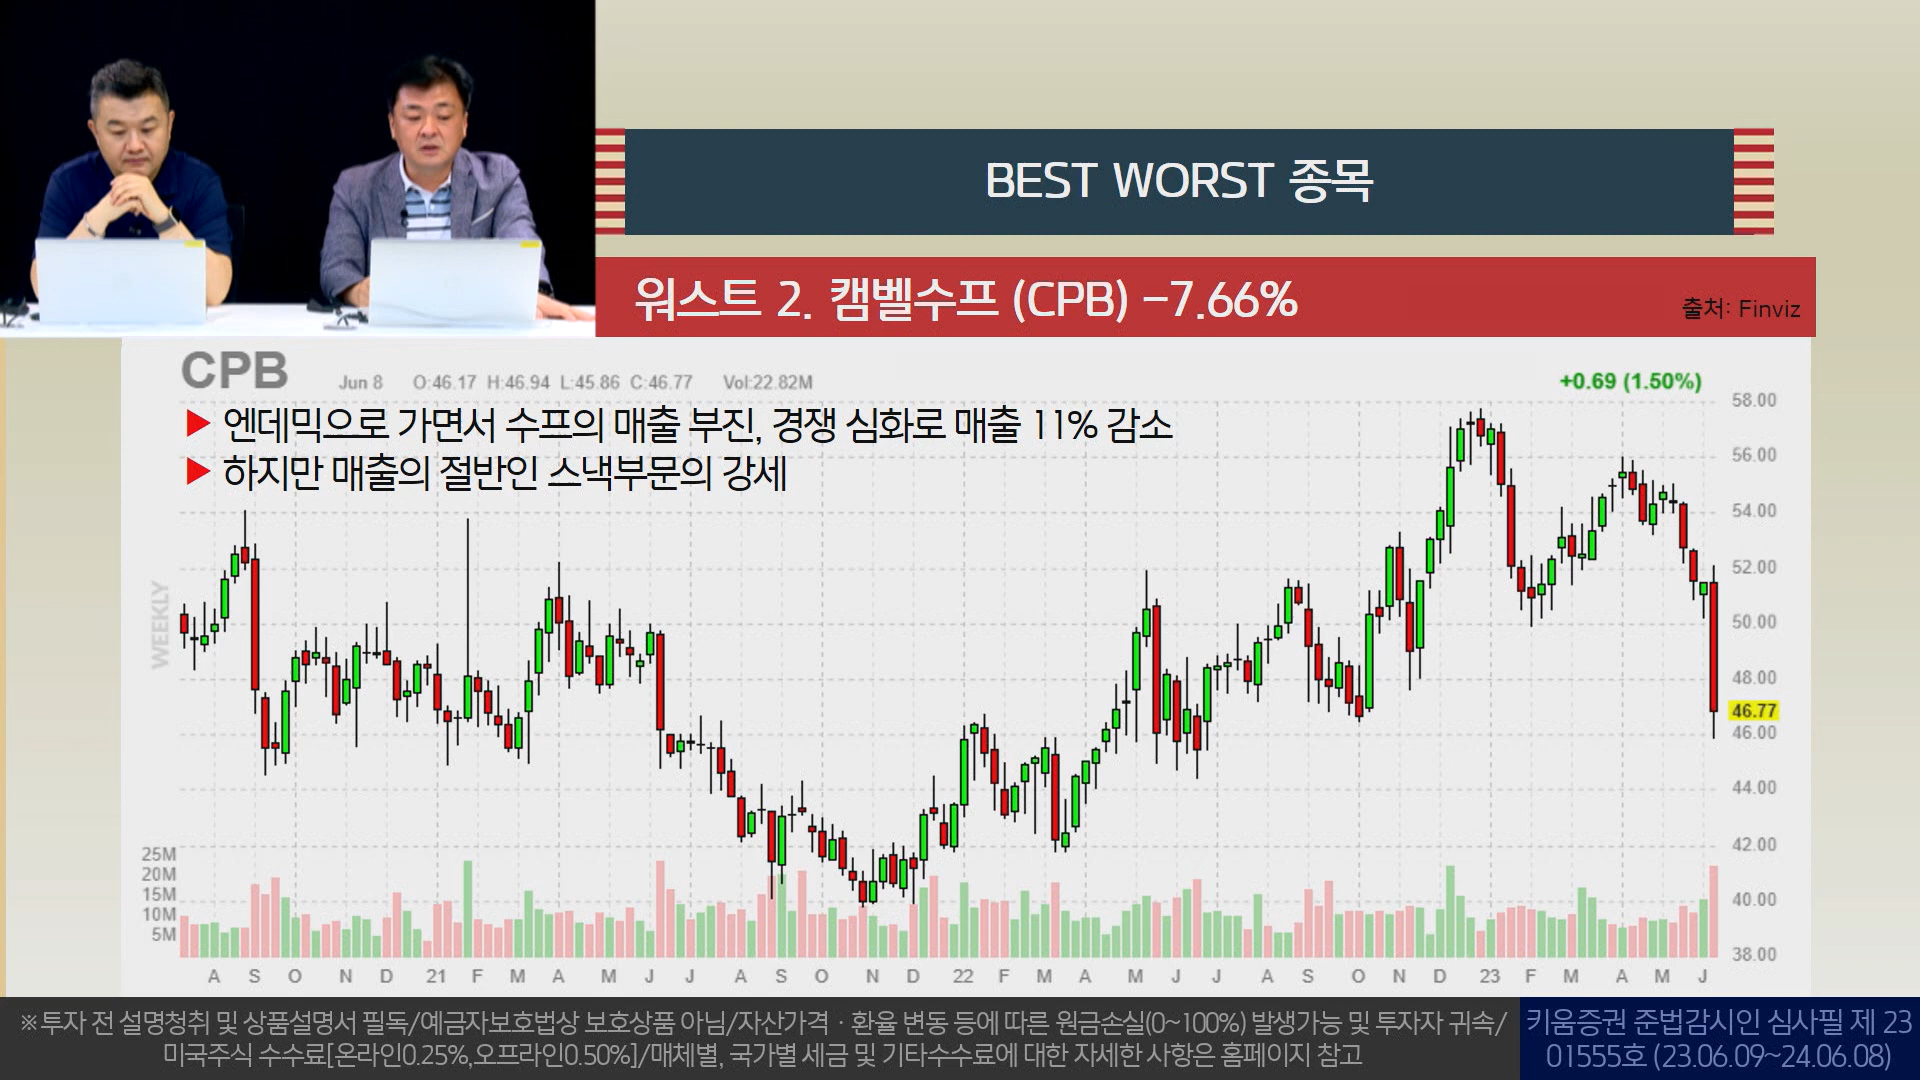 BEST WORST 종목
워스트 2. 캠벨수프 (CPB) -7.66%
출처: Finviz
CPB Jun 8 O:46.17 H:46.94 L:45.86 C:46.77 Vol:22.82M +0.69 (1.50%)
▶ 엔데믹으로 가면서 수프의 매출 부진, 경쟁 심화로 매출 11% 감소
▶ 하지만 매출의 절반인 스낵부문의 강세
WEEKLY
58.00
56.00
54.00
52.00
50.00
48.00
46.77
46.00
44.00
42.00
40.00
38.00
25M
20M
15M
10M
5M
A S O N D 21 F M A M J J A S O N D 22 F M A M J J A S O N D 23 F M A M J
※투자 전 설명청취 및 상품설명서 필독/예금자보호법상 보호상품 아님/자산가격 · 환율 변동 등에 따른 원금손실(0~100%) 발생가능 및 투자자 귀속/
미국주식 수수료[온라인0.25%,오프라인0.50%]/매체별, 국가별 세금 및 기타수수료에 대한 자세한 사항은 홈페이지 참고
키움증권 준법감시인 심사필 제 23
01555호 (23.06.09~24.06.08)